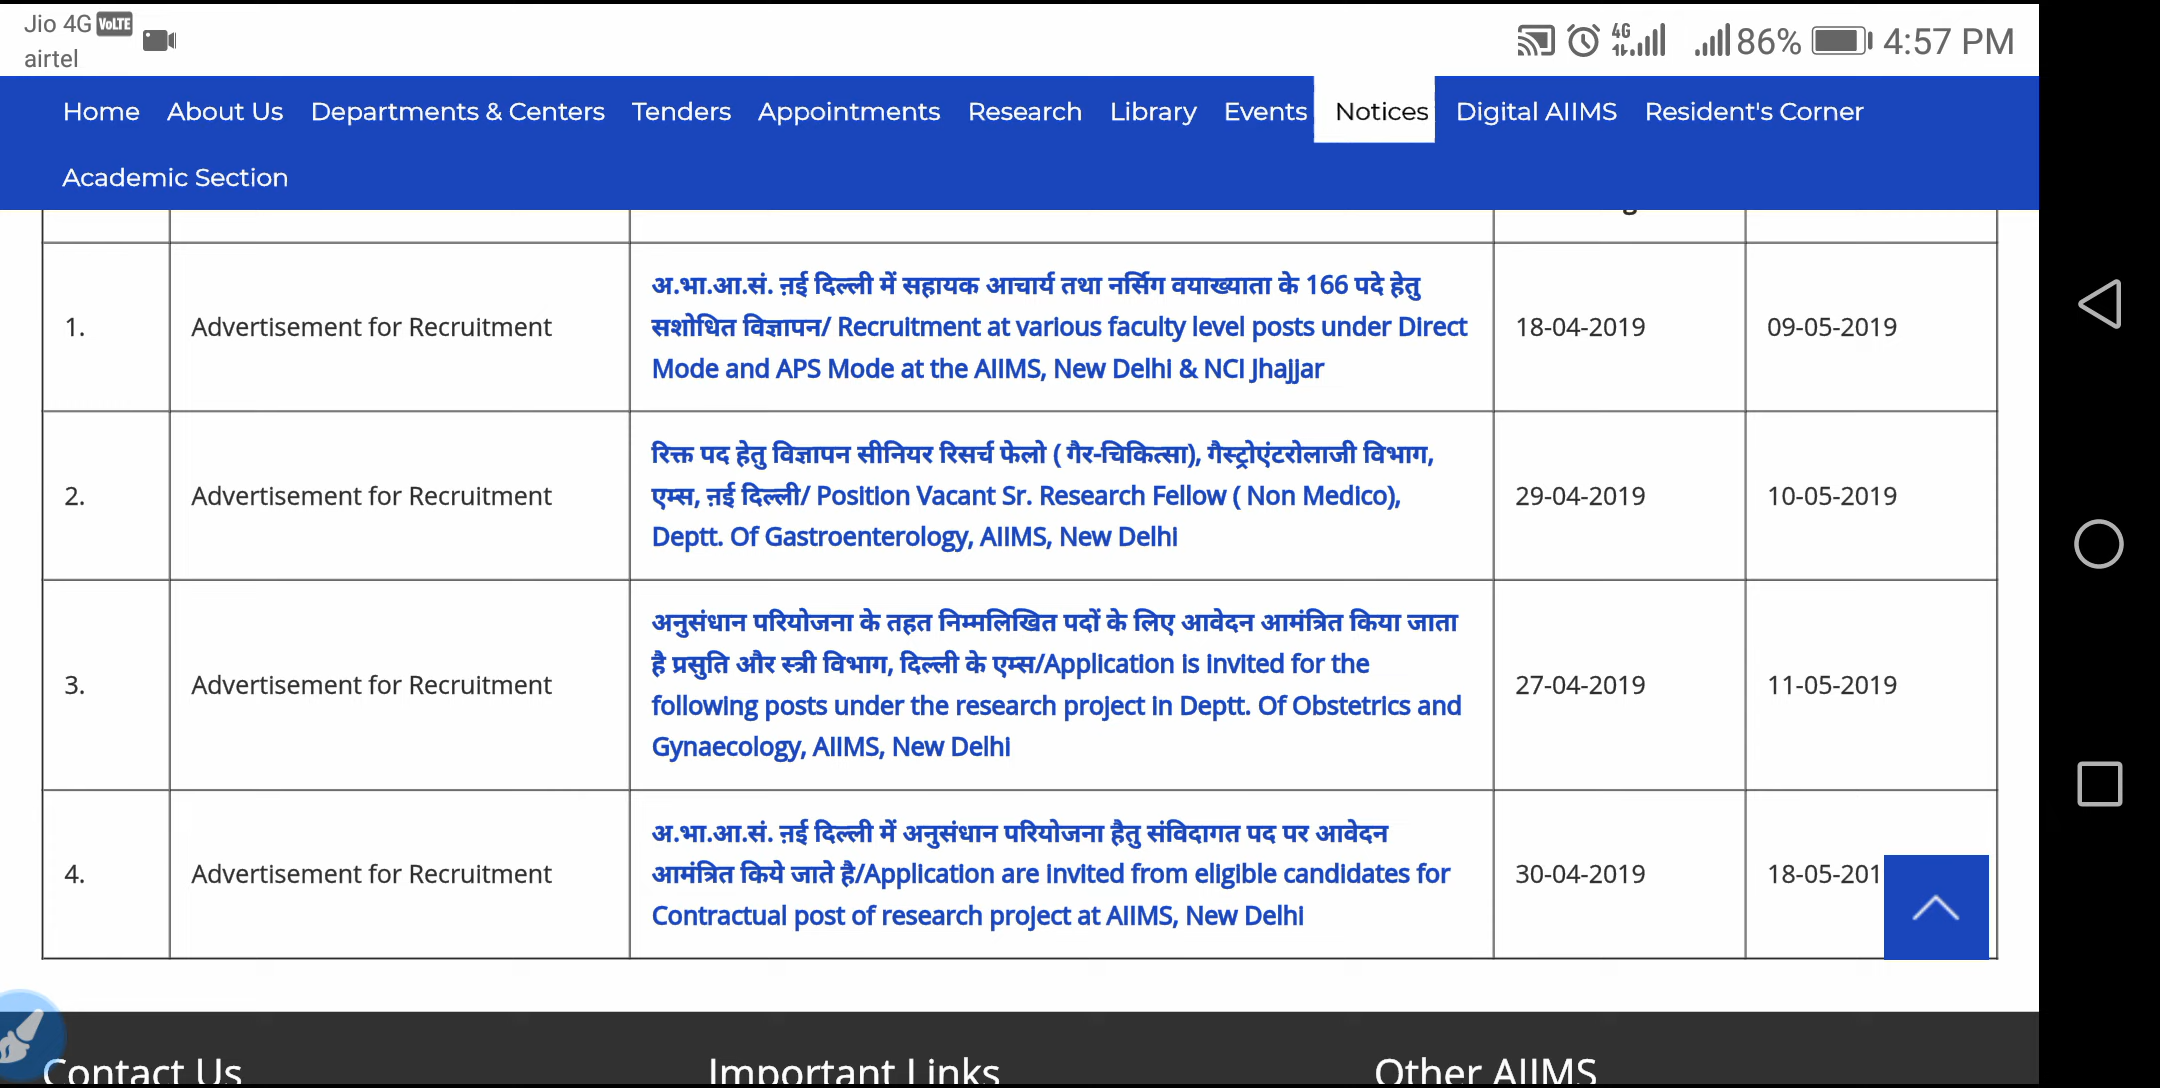 Jio 4G VoLTE
airtel
4G 86% 4:57 PM
Home About Us Departments & Centers Tenders Appointments Research Library Events Notices Digital AIIMS Resident's Corner
Academic Section
1. Advertisement for Recruitment
अ.भा.आ.सं. ऩई दिल्ली में सहायक आचार्य तथा नर्सिग वयाख्याता के 166 पदे हेतु
सशोधित विज्ञापन/ Recruitment at various faculty level posts under Direct
Mode and APS Mode at the AIIMS, New Delhi & NCI Jhajjar
18-04-2019 09-05-2019
2. Advertisement for Recruitment
रिक्त पद हेतु विज्ञापन सीनियर रिसर्च फेलो ( गैर-चिकित्सा), गैस्ट्रोएंटरोलाजी विभाग,
एम्स, ऩई दिल्ली/ Position Vacant Sr. Research Fellow ( Non Medico),
Deptt. Of Gastroenterology, AIIMS, New Delhi
29-04-2019 10-05-2019
3. Advertisement for Recruitment
अनुसंधान परियोजना के तहत निम्मलिखित पदों के लिए आवेदन आमंत्रित किया जाता
है प्रसुति और स्त्री विभाग, दिल्ली के एम्स/Application is invited for the
following posts under the research project in Deptt. Of Obstetrics and
Gynaecology, AIIMS, New Delhi
27-04-2019 11-05-2019
4. Advertisement for Recruitment
अ.भा.आ.सं. ऩई दिल्ली में अनुसंधान परियोजना हैतु संविदागत पद पर आवेदन
आमंत्रित किये जाते है/Application are invited from eligible candidates for
Contractual post of research project at AIIMS, New Delhi
30-04-2019 18-05-201
Contact Us Important Links Other AIIMS